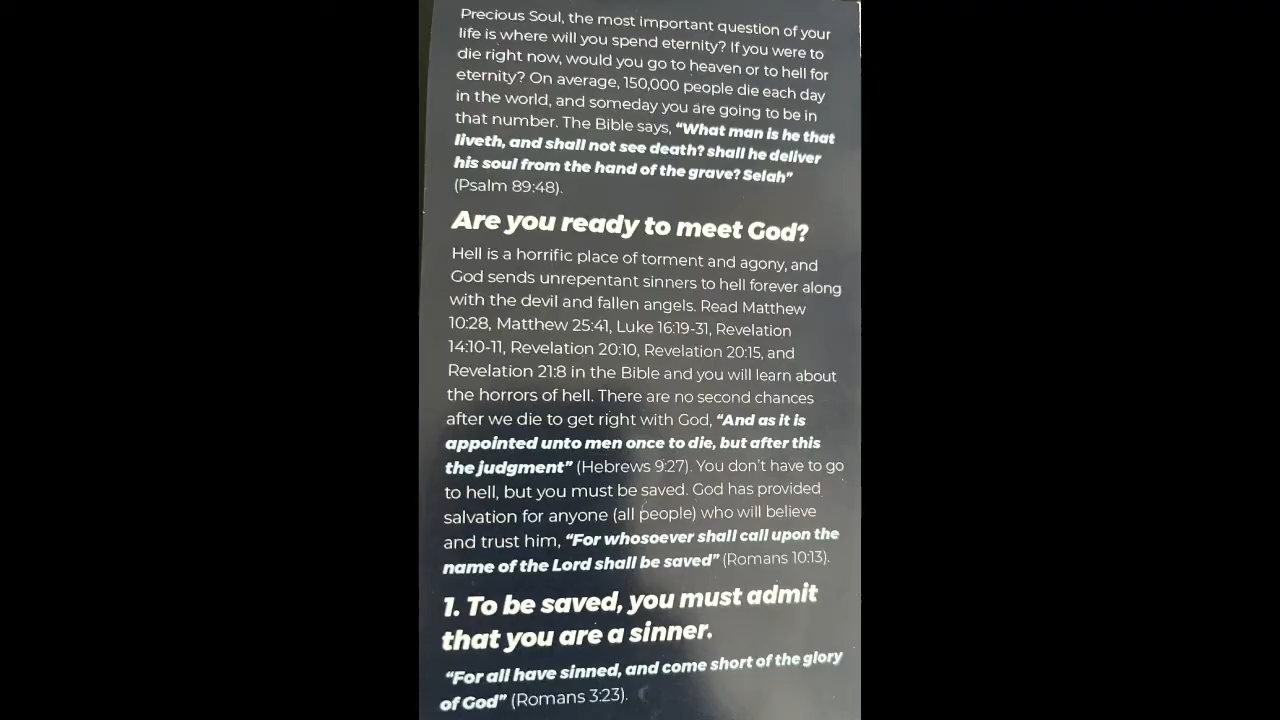 Precious Soul, the most important question of your
life is where will you spend eternity? If you were to
die right now, would you go to heaven or to hell for
eternity? On average, 150,000 people die each day
in the world, and someday you are going to be in
that number. The Bible says, “What man is he that
liveth, and shall not see death? shall he deliver
his soul from the hand of the grave? Selah”
(Psalm 89:48).
Are you ready to meet God?
Hell is a horrific place of torment and agony, and
God sends unrepentant sinners to hell forever along
with the devil and fallen angels. Read Matthew
10:28, Matthew 25:41, Luke 16:19-31, Revelation
14:10-11, Revelation 20:10, Revelation 20:15, and
Revelation 21:8 in the Bible and you will learn about
the horrors of hell. There are no second chances
after we die to get right with God, “And as it is
appointed unto men once to die, but after this
the judgment” (Hebrews 9:27). You don’t have to go
to hell, but you must be saved. God has provided
salvation for anyone (all people) who will believe
and trust him, “For whosoever shall call upon the
name of the Lord shall be saved” (Romans 10:13).
1. To be saved, you must admit
that you are a sinner.
“For all have sinned, and come short of the glory
of God” (Romans 3:23).